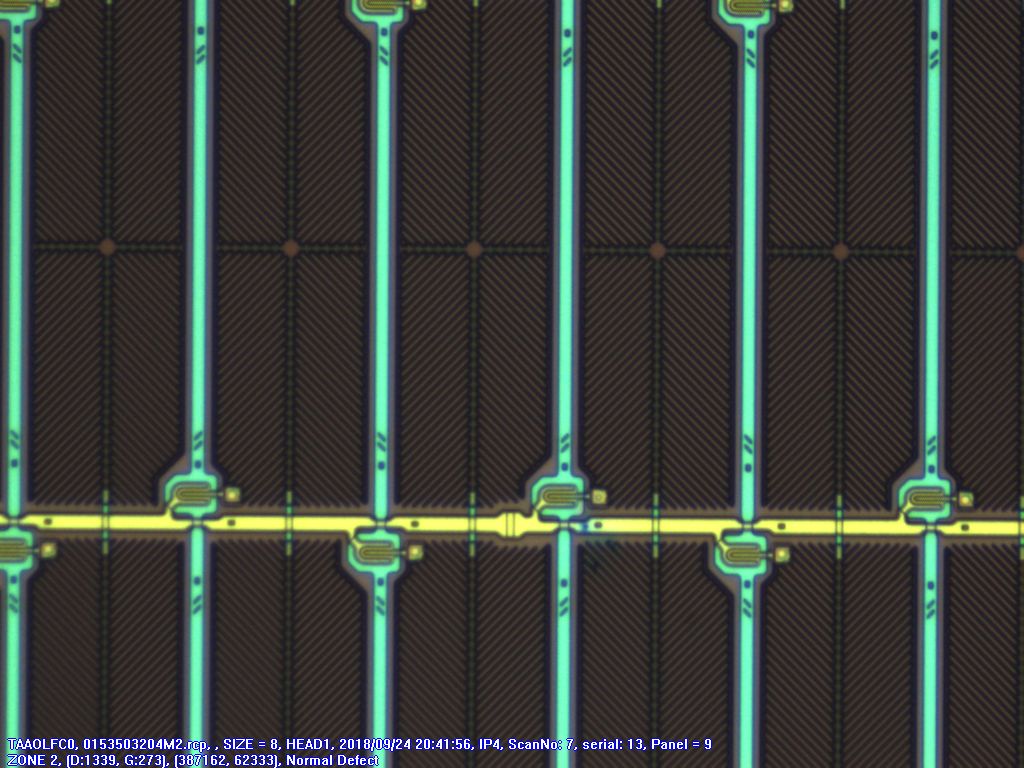 TAAOLFC0, 0153503204M2.rcp, , SIZE = 8, HEAD1, 2018/09/24 20:41:56, IP4, ScanNo: 7, serial: 13, Panel = 9
ZONE 2, [D:1339, G:273], [387162, 62333], Normal Defect